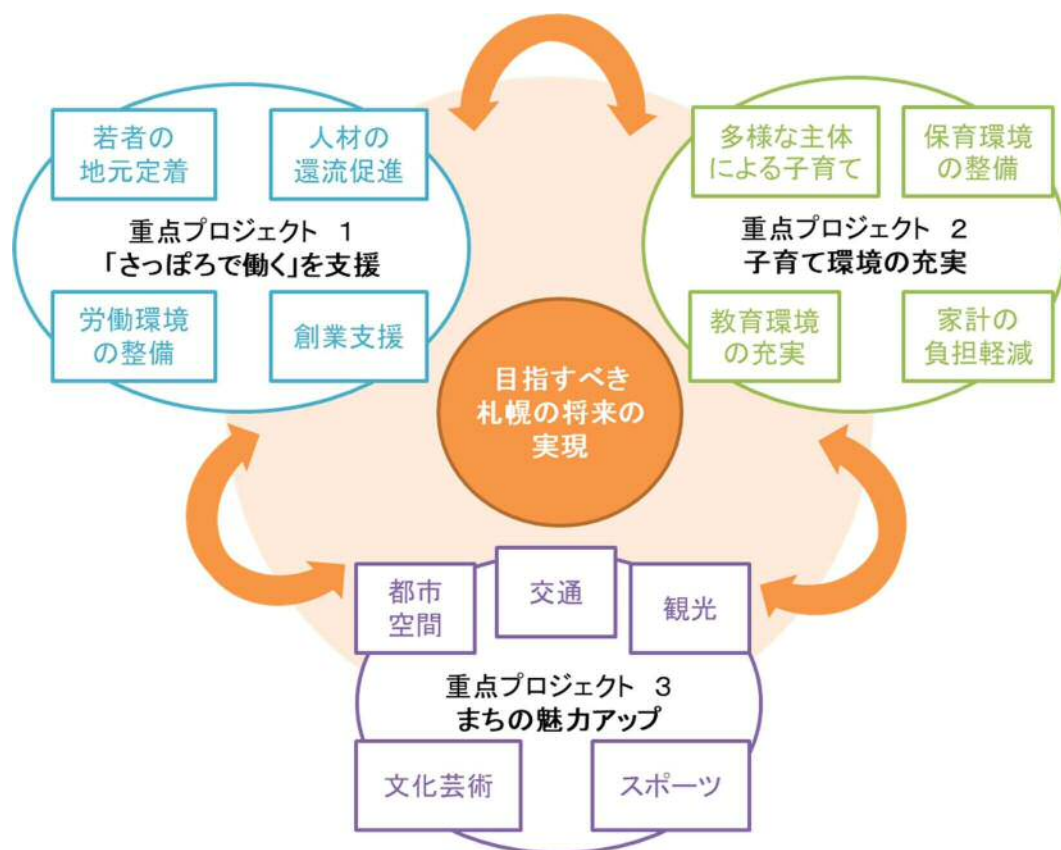 若者の
地元定着
人材の
還流促進
重点プロジェクト　1
「さっぽろで働く」を支援
労働環境
の整備
創業支援
多様な主体
による子育て
保育環境
の整備
重点プロジェクト　2
子育て環境の充実
教育環境
の充実
家計の
負担軽減
目指すべき
札幌の将来の
実現
都市
空間
交通
観光
重点プロジェクト　3
まちの魅力アップ
文化芸術
スポーツ